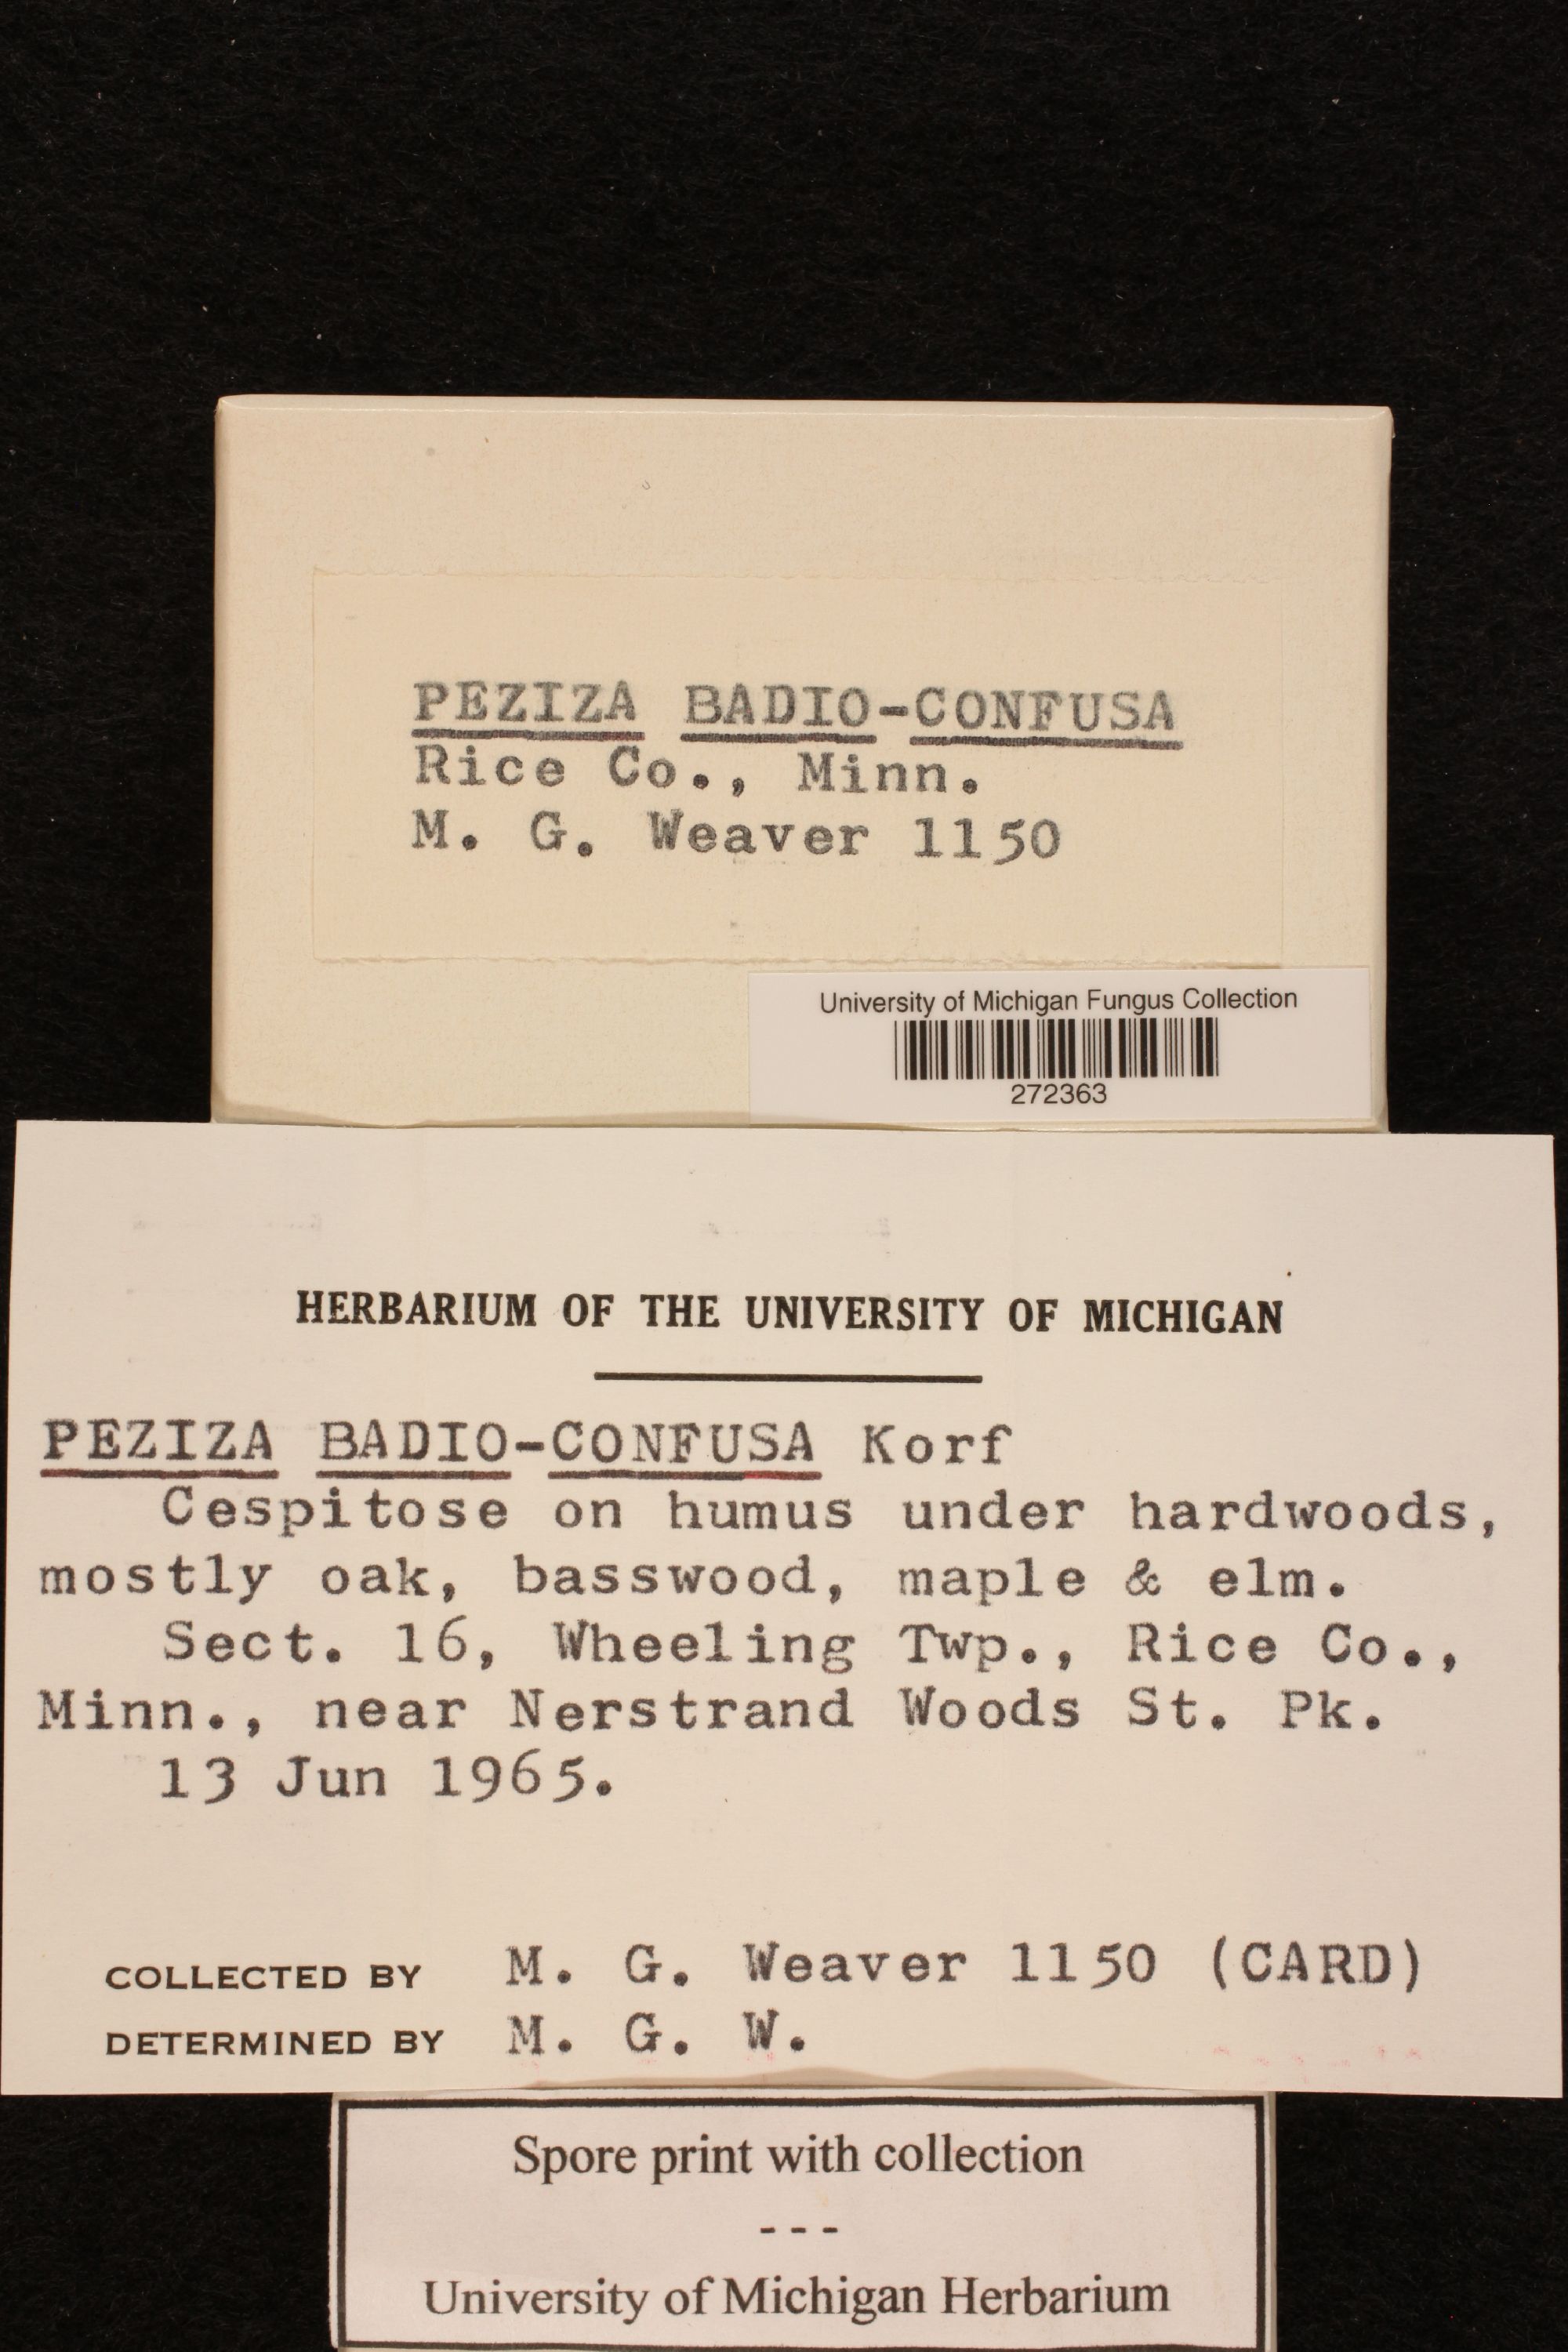 PEZIZA BADIO-CONFUSA
Rice Co., Minn.
M. G. Weaver 1150
University of Michigan Fungus Collection
272363
HERBARIUM OF THE UNIVERSITY OF MICHIGAN
PEZIZA BADIO-CONFUSA Korf
Cespitose on humus under hardwoods,
mostly oak, basswood, maple & elm.
Sect. 16, Wheeling Twp., Rice Co.,
Minn., near Nerstrand Woods St. Pk.
13 Jun 1965.
COLLECTED BY M. G. Weaver 1150 (CARD)
DETERMINED BY M. G. W.
Spore print with collection
---
University of Michigan Herbarium